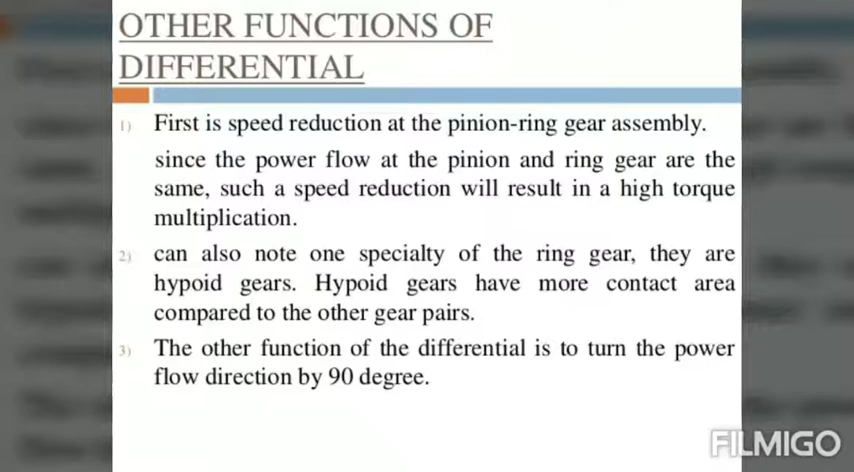 OTHER FUNCTIONS OF
DIFFERENTIAL
1) First is speed reduction at the pinion-ring gear assembly.
since the power flow at the pinion and ring gear are the
same, such a speed reduction will result in a high torque
multiplication.
2) can also note one specialty of the ring gear, they are
hypoid gears. Hypoid gears have more contact area
compared to the other gear pairs.
3) The other function of the differential is to turn the power
flow direction by 90 degree.
FILMIGO